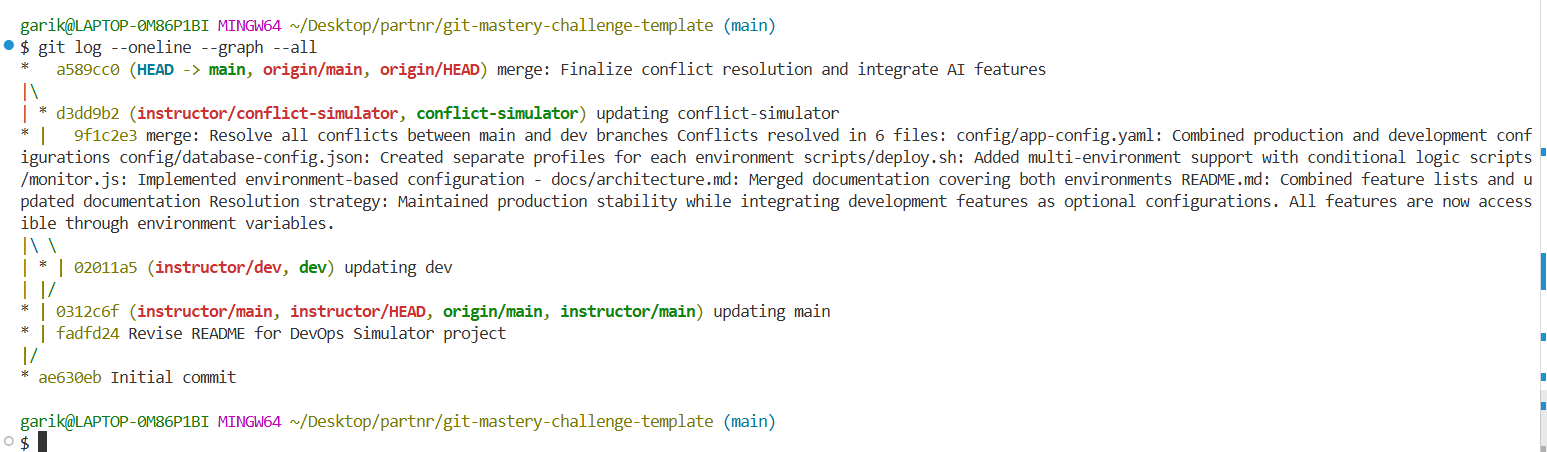 garik@LAPTOP-0M86P1BI MINGW64 ~/Desktop/partnr/git-mastery-challenge-template (main)
$ git log --oneline --graph --all
*   a589cc0 (HEAD -> main, origin/main, origin/HEAD) merge: Finalize conflict resolution and integrate AI features
|\
| * d3dd9b2 (instructor/conflict-simulator, conflict-simulator) updating conflict-simulator
* |   9f1c2e3 merge: Resolve all conflicts between main and dev branches Conflicts resolved in 6 files: config/app-config.yaml: Combined production and development conf
igurations config/database-config.json: Created separate profiles for each environment scripts/deploy.sh: Added multi-environment support with conditional logic scripts
/monitor.js: Implemented environment-based configuration - docs/architecture.md: Merged documentation covering both environments README.md: Combined feature lists and u
pdated documentation Resolution strategy: Maintained production stability while integrating development features as optional configurations. All features are now access
ible through environment variables.
|\ \
| * | 02011a5 (instructor/dev, dev) updating dev
| |/
* | 0312c6f (instructor/main, instructor/HEAD, origin/main, instructor/main) updating main
* | fadfd24 Revise README for DevOps Simulator project
|/
* ae630eb Initial commit
garik@LAPTOP-0M86P1BI MINGW64 ~/Desktop/partnr/git-mastery-challenge-template (main)
$